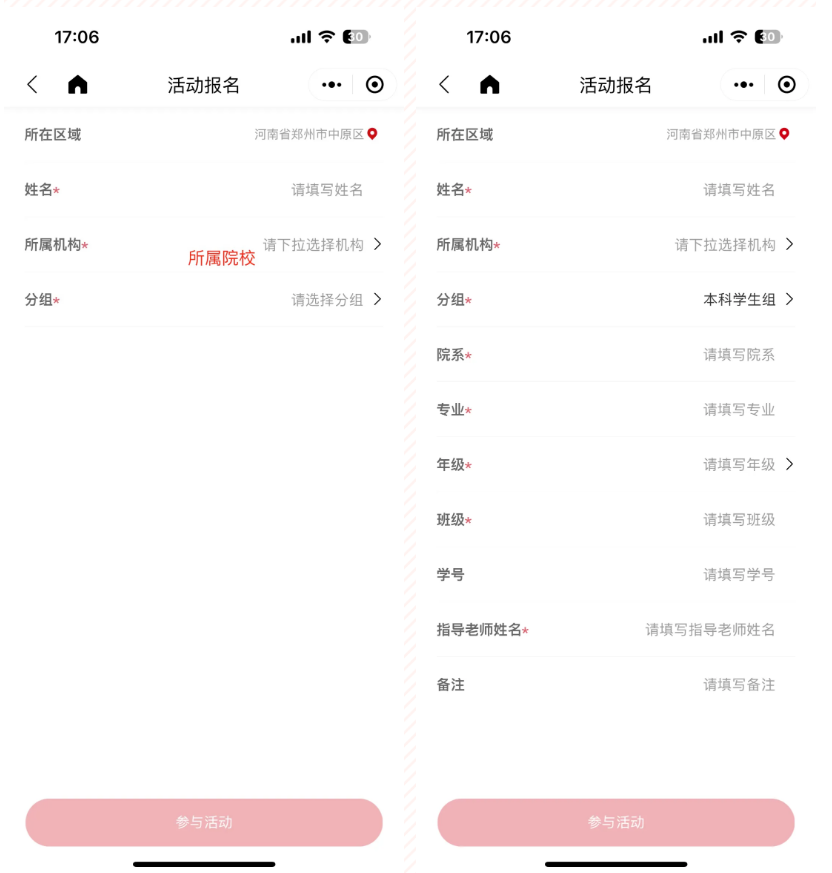 17:06
30
活动报名
所在区域
河南省郑州市中原区
姓名*
请填写姓名
所属机构*
所属院校
请下拉选择机构
分组*
请选择分组
参与活动
17:06
30
活动报名
所在区域
河南省郑州市中原区
姓名*
请填写姓名
所属机构*
请下拉选择机构
分组*
本科学生组
院系*
请填写院系
专业*
请填写专业
年级*
请填写年级
班级*
请填写班级
学号
请填写学号
指导老师姓名*
请填写指导老师姓名
备注
请填写备注
参与活动